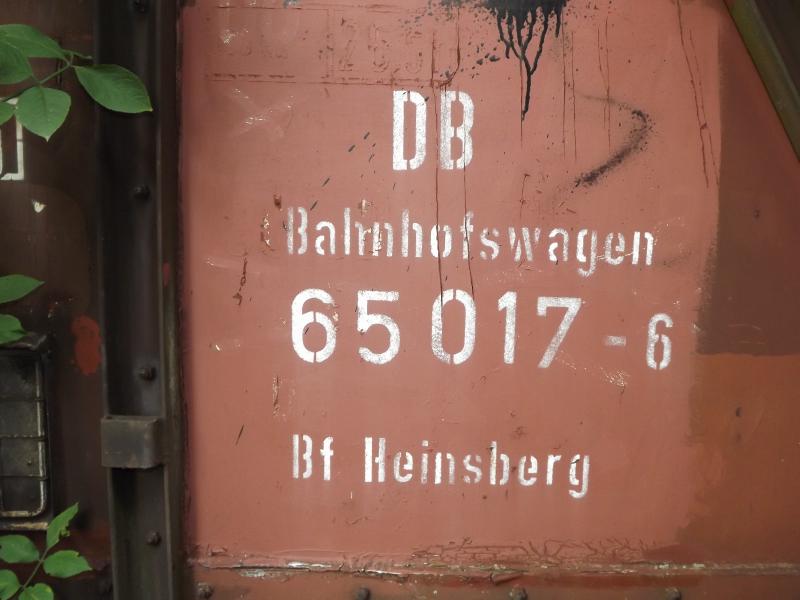 DB
Bahnhofswagen
65 017 - 6
Bf Heinsberg